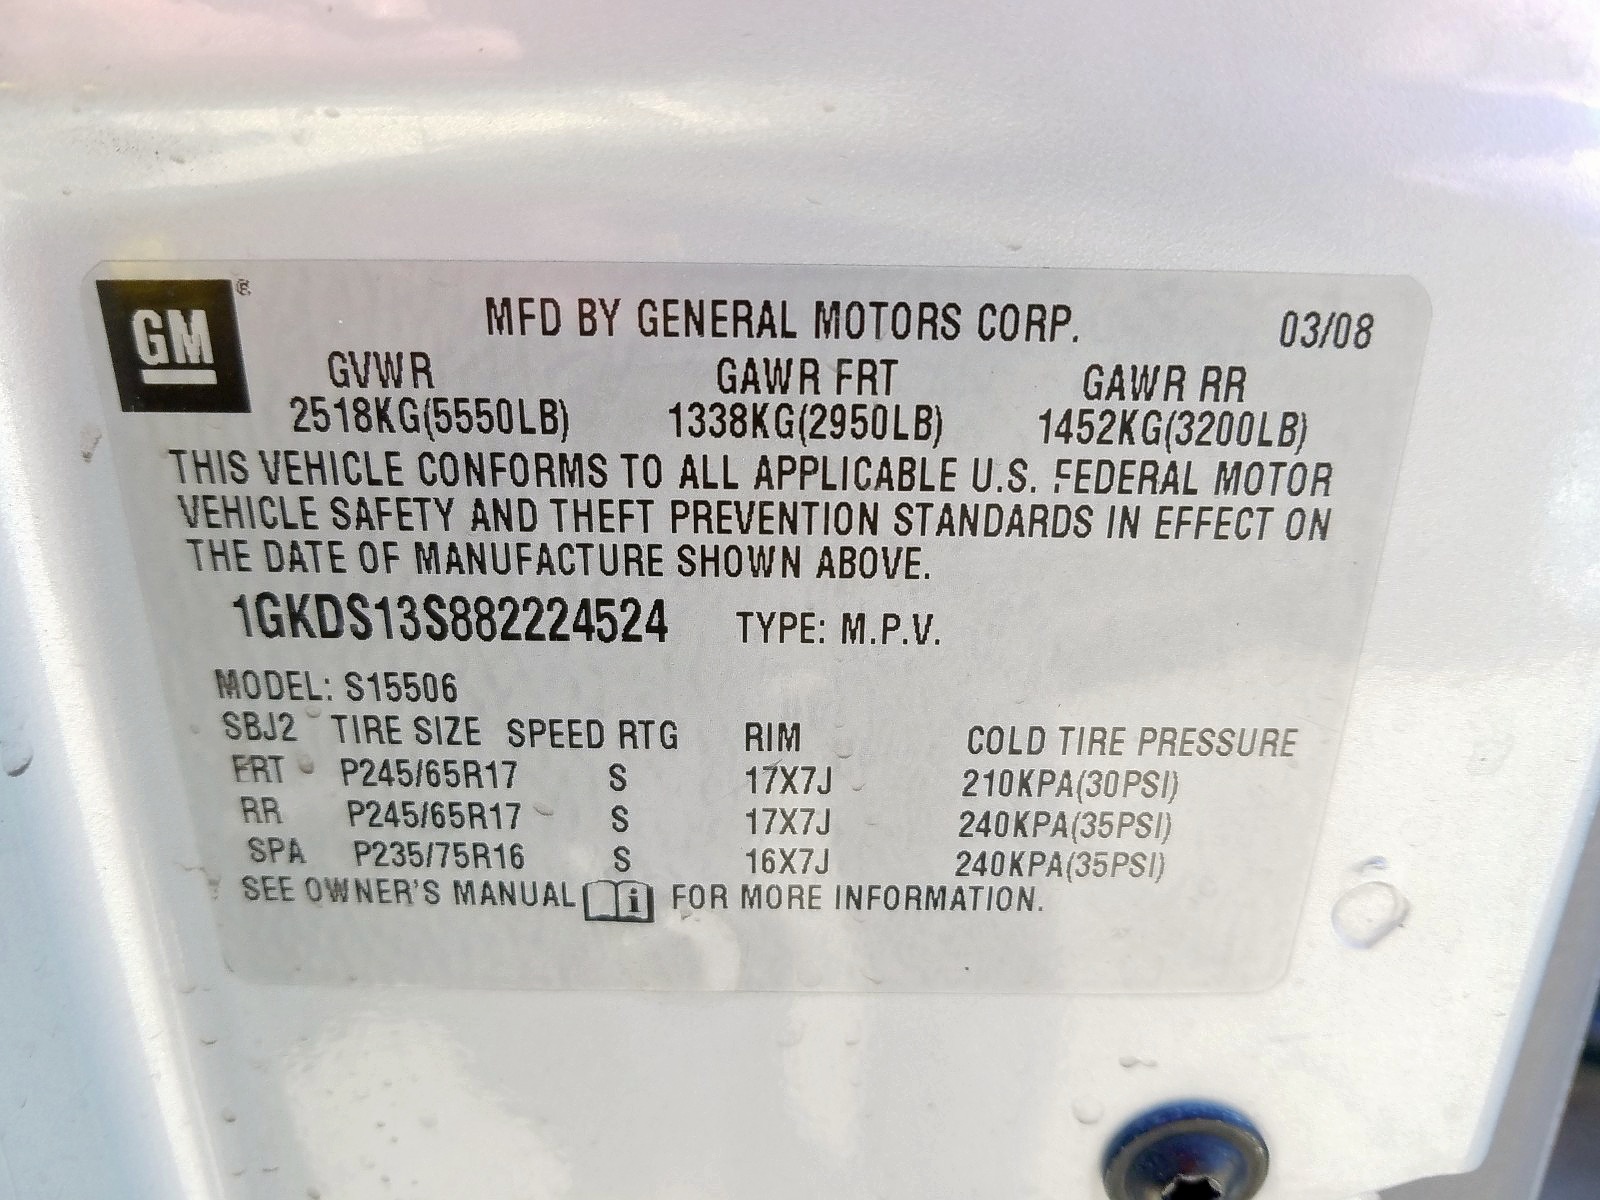 GM ®
MFD BY GENERAL MOTORS CORP. 03/08
GVWR GAWR FRT GAWR RR
2518KG(5550LB) 1338KG(2950LB) 1452KG(3200LB)
THIS VEHICLE CONFORMS TO ALL APPLICABLE U.S. FEDERAL MOTOR
VEHICLE SAFETY AND THEFT PREVENTION STANDARDS IN EFFECT ON
THE DATE OF MANUFACTURE SHOWN ABOVE.
1GKDS13S882224524 TYPE: M.P.V.
MODEL: S15506
SBJ2 TIRE SIZE SPEED RTG RIM COLD TIRE PRESSURE
FRT P245/65R17 S 17X7J 210KPA(30PSI)
RR P245/65R17 S 17X7J 240KPA(35PSI)
SPA P235/75R16 S 16X7J 240KPA(35PSI)
SEE OWNER'S MANUAL i FOR MORE INFORMATION.